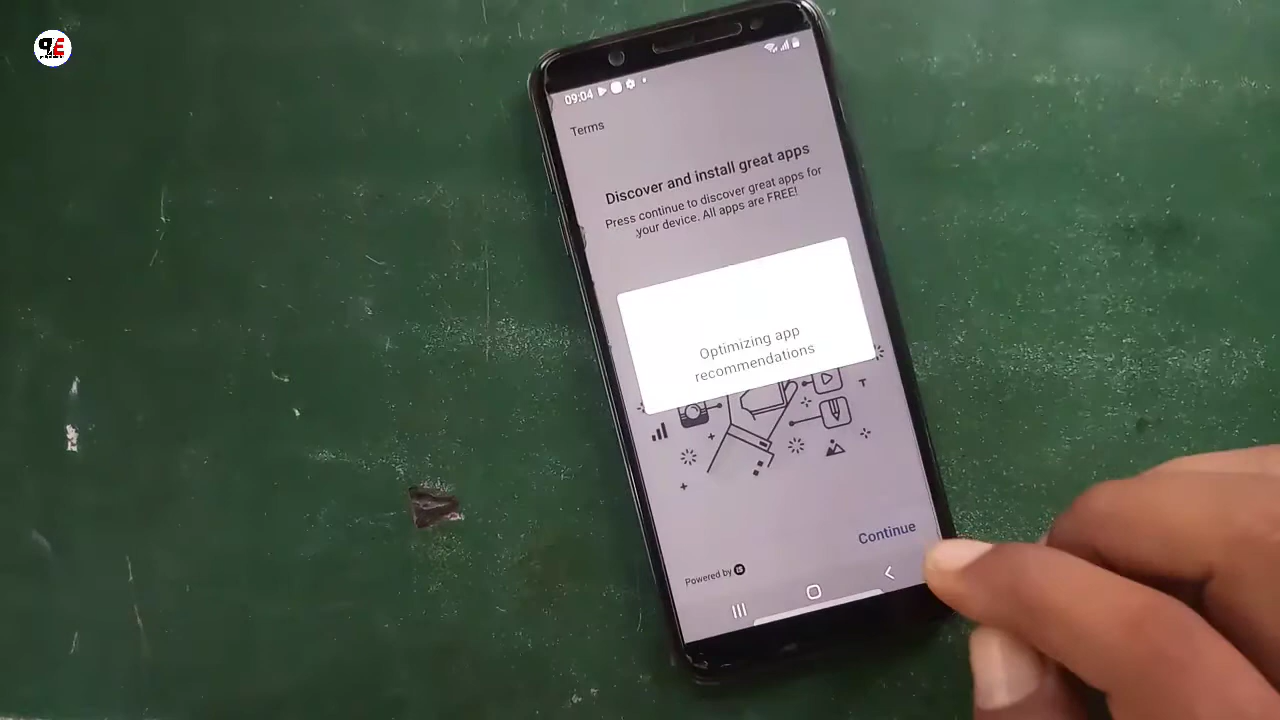 09:04
Terms
Discover and install great apps
Press continue to discover great apps for
your device. All apps are FREE!
Optimizing app
recommendations
T
Continue
Powered by iS